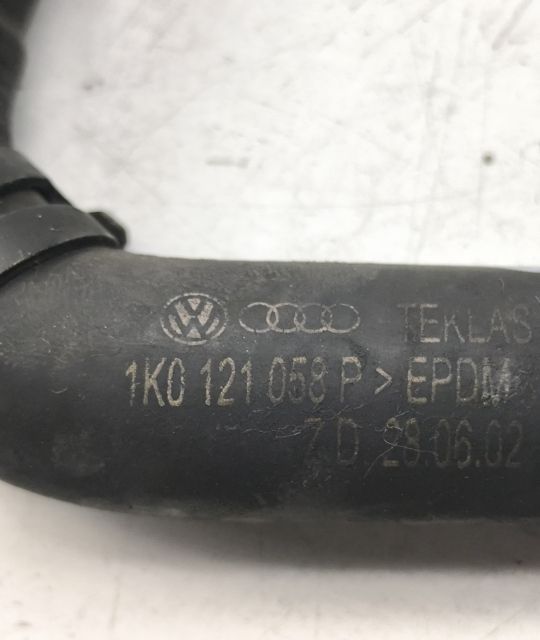 TEKLAS
1K0 121 058 P > EPDM
7 D 28.06.02